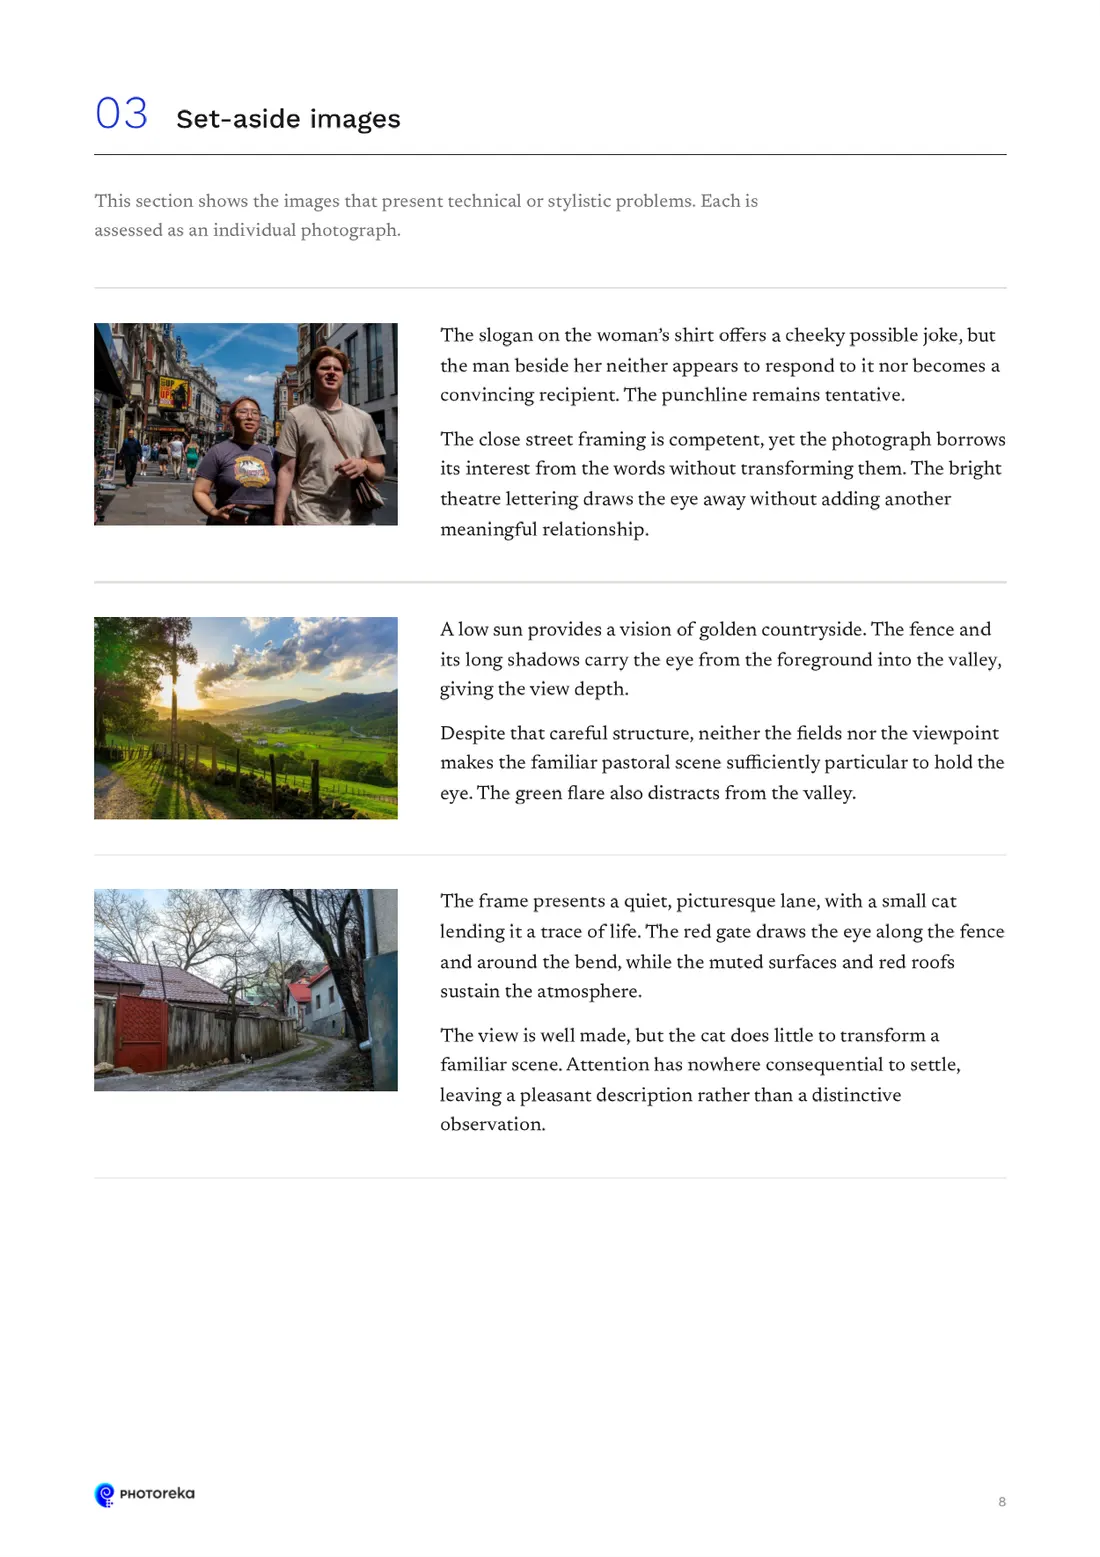 03 Set-aside images
This section shows the images that present technical or stylistic problems. Each is
assessed as an individual photograph.
The slogan on the woman’s shirt offers a cheeky possible joke, but
the man beside her neither appears to respond to it nor becomes a
convincing recipient. The punchline remains tentative.
The close street framing is competent, yet the photograph borrows
its interest from the words without transforming them. The bright
theatre lettering draws the eye away without adding another
meaningful relationship.
A low sun provides a vision of golden countryside. The fence and
its long shadows carry the eye from the foreground into the valley,
giving the view depth.
Despite that careful structure, neither the fields nor the viewpoint
makes the familiar pastoral scene sufficiently particular to hold the
eye. The green flare also distracts from the valley.
The frame presents a quiet, picturesque lane, with a small cat
lending it a trace of life. The red gate draws the eye along the fence
and around the bend, while the muted surfaces and red roofs
sustain the atmosphere.
The view is well made, but the cat does little to transform a
familiar scene. Attention has nowhere consequential to settle,
leaving a pleasant description rather than a distinctive
observation.
PHOTOreka
8